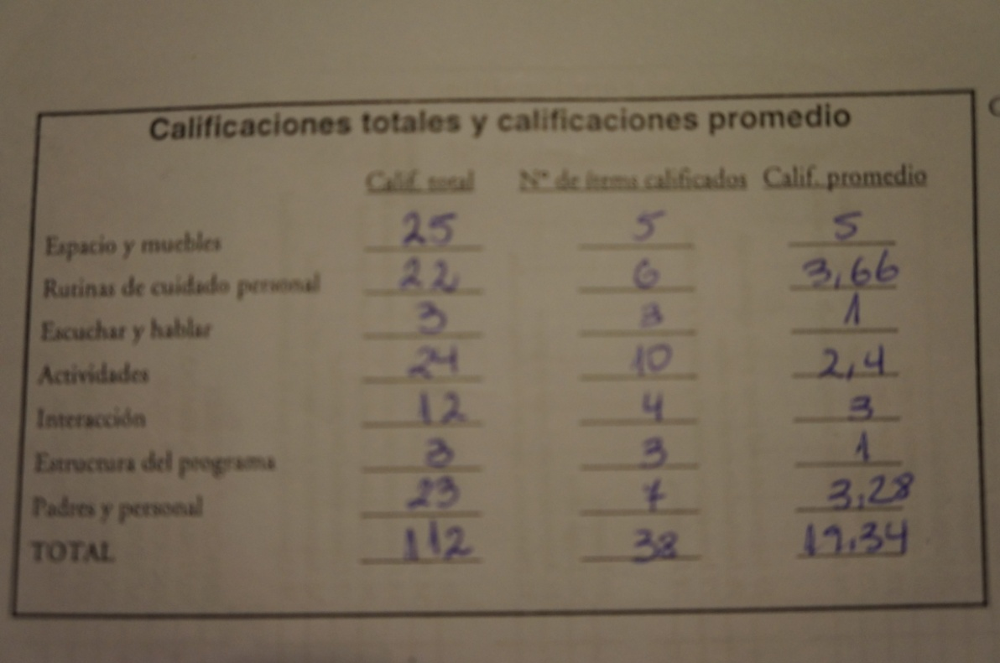 Calificaciones totales y calificaciones promedio
Calif. total Nº de ítems calificados Calif. promedio
Espacio y muebles 25 5 5
Rutinas de cuidado personal 22 6 3,66
Escuchar y hablar 3 3 1
Actividades 24 10 2,4
Interacción 12 4 3
Estructura del programa 3 3 1
Padres y personal 23 7 3,28
TOTAL 112 38 19.34